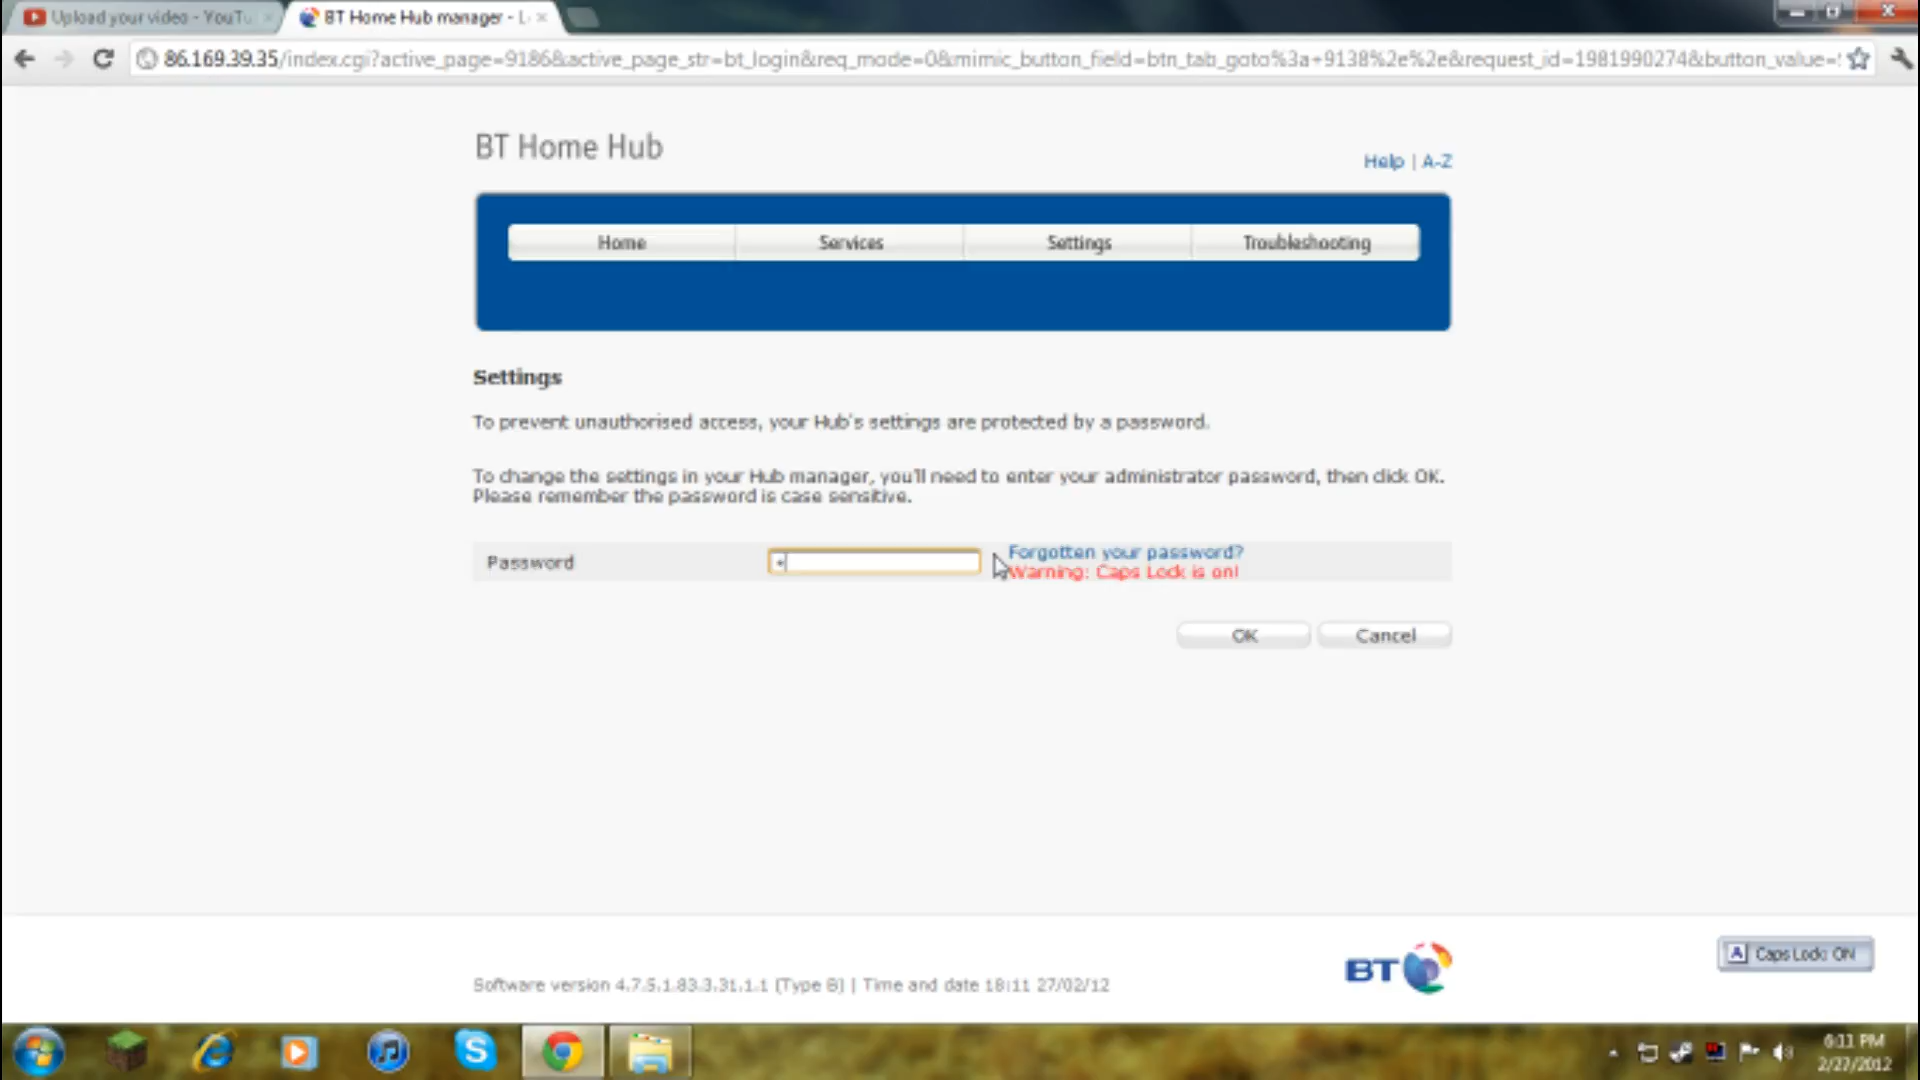 Upload your video - YouTu
BT Home Hub manager - L
86.169.39.35/index.cgi?active_page=9186&active_page_str=bt_login&req_mode=0&mimic_button_field=btn_tab_goto%3a+9138%2e%2e&request_id=1981990274&button_value=
BT Home Hub
Help | A-Z
Home
Services
Settings
Troubleshooting
Settings
To prevent unauthorised access, your Hub's settings are protected by a password.
To change the settings in your Hub manager, you'll need to enter your administrator password, then click OK.
Please remember the password is case sensitive.
Password
Forgotten your password?
Warning: Caps Lock is on!
OK
Cancel
BT
A Caps Lock: ON
Software version 4.7.5.1.83.3.31.1.1 (Type B) | Time and date 18:11 27/02/12
6:11 PM
2/27/2012